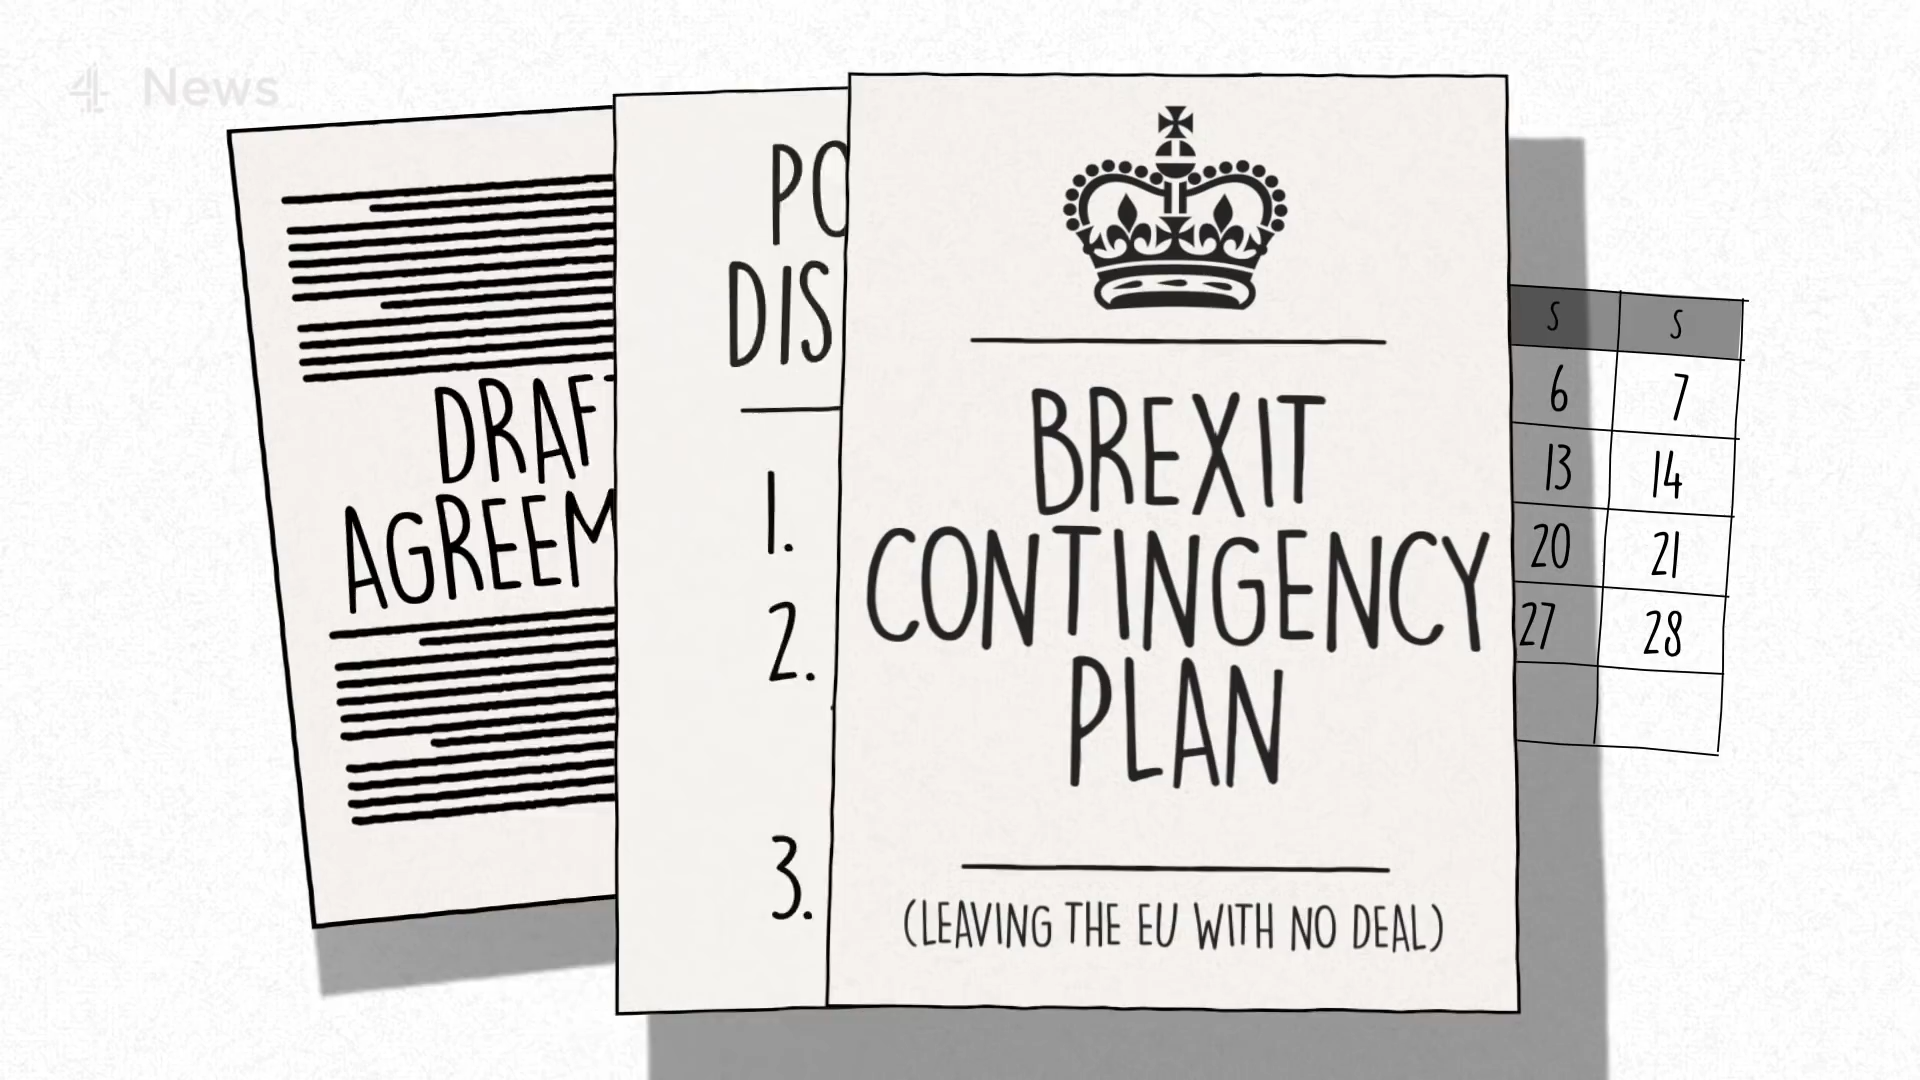 4 News
DRAFT
AGREEM
PO
DIS
1.
2.
3.
BREXIT
CONTINGENCY
PLAN
(LEAVING THE EU WITH NO DEAL)
S S
6 7
13 14
20 21
27 28